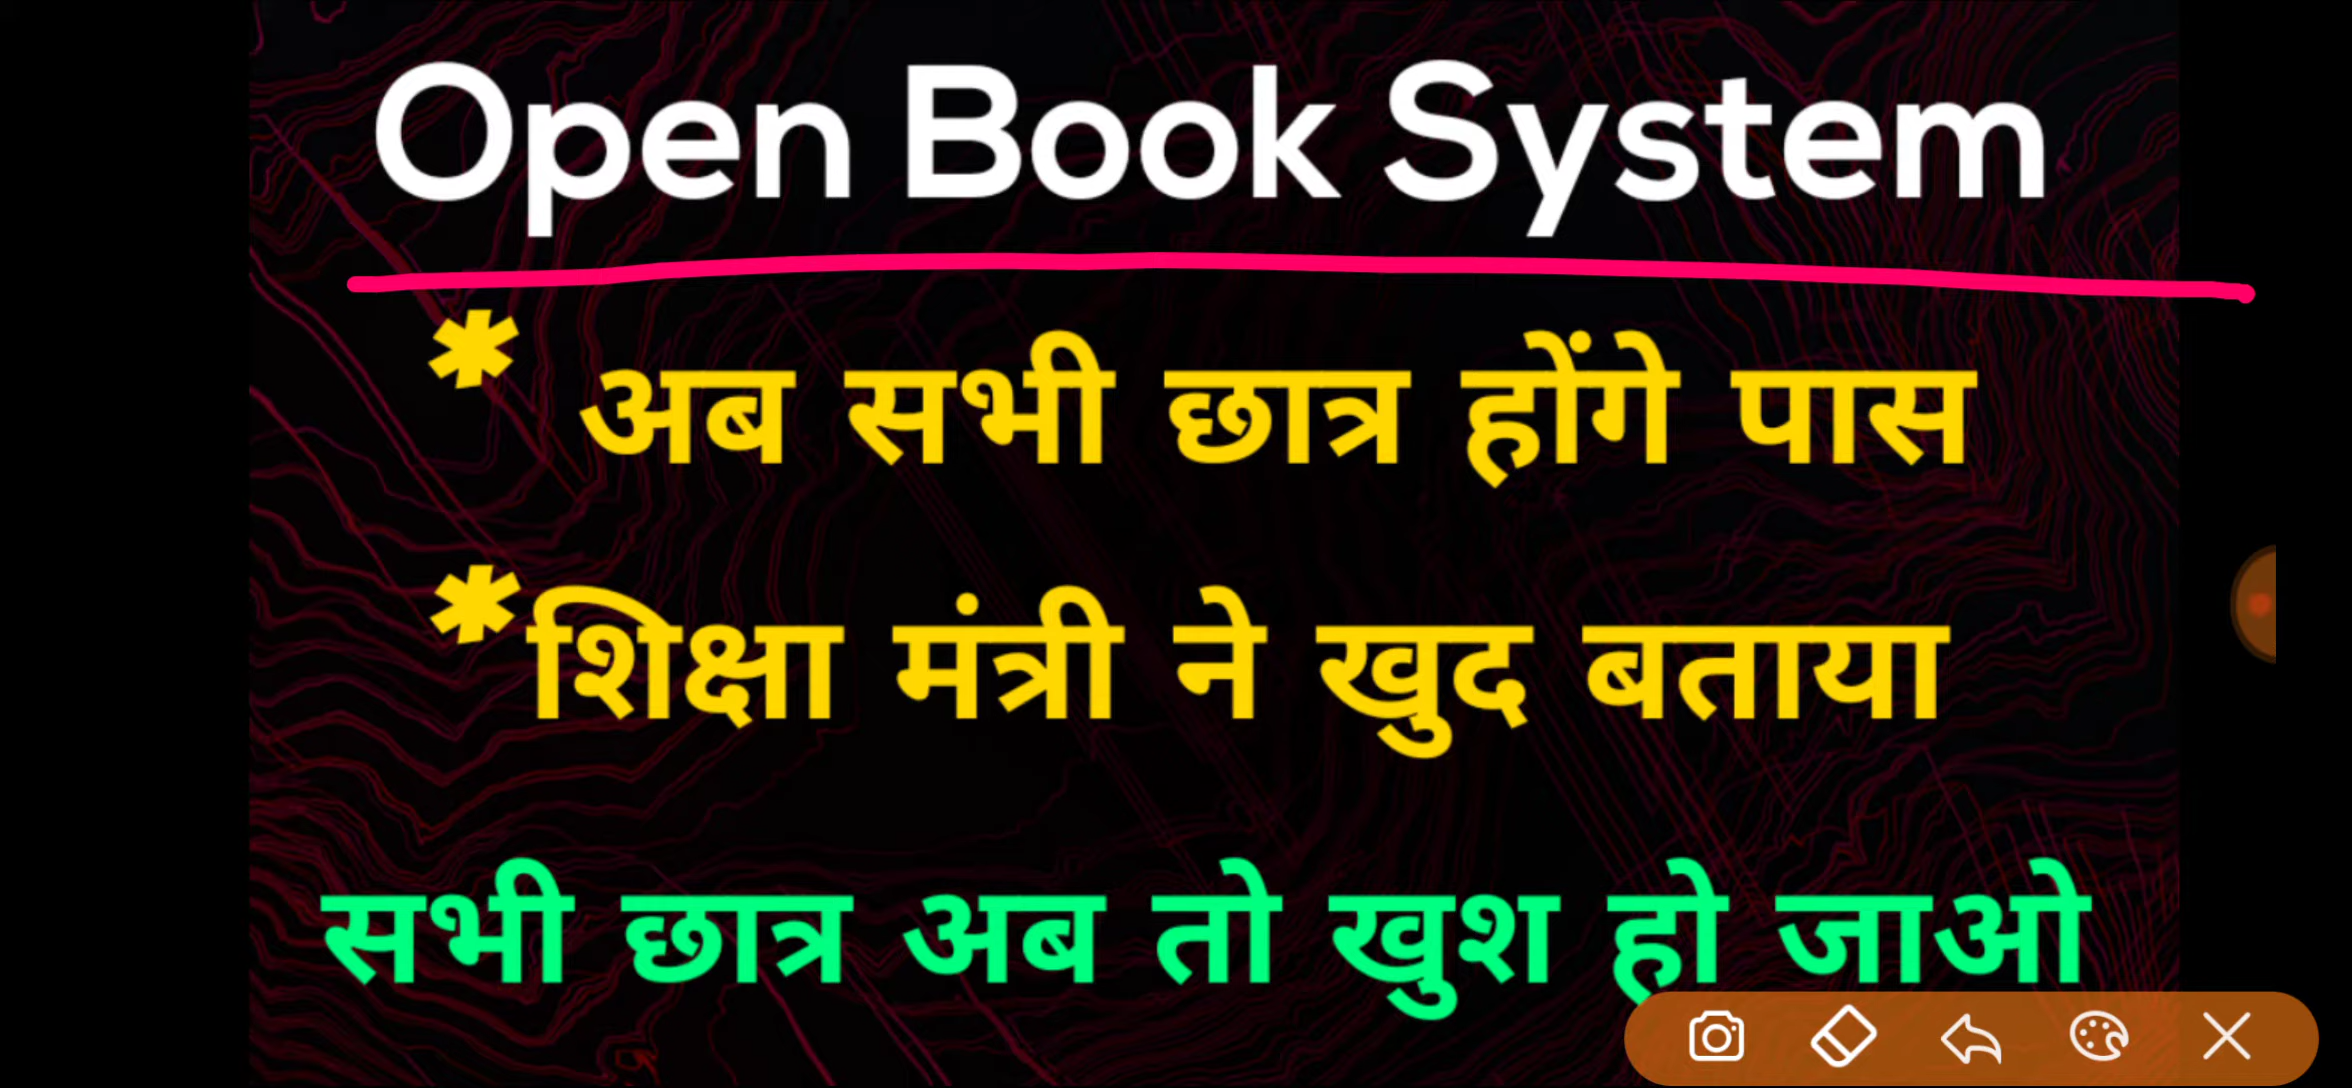 Open Book System
* अब सभी छात्र होंगे पास
*शिक्षा मंत्री ने खुद बताया
सभी छात्र अब तो खुश हो जाओ